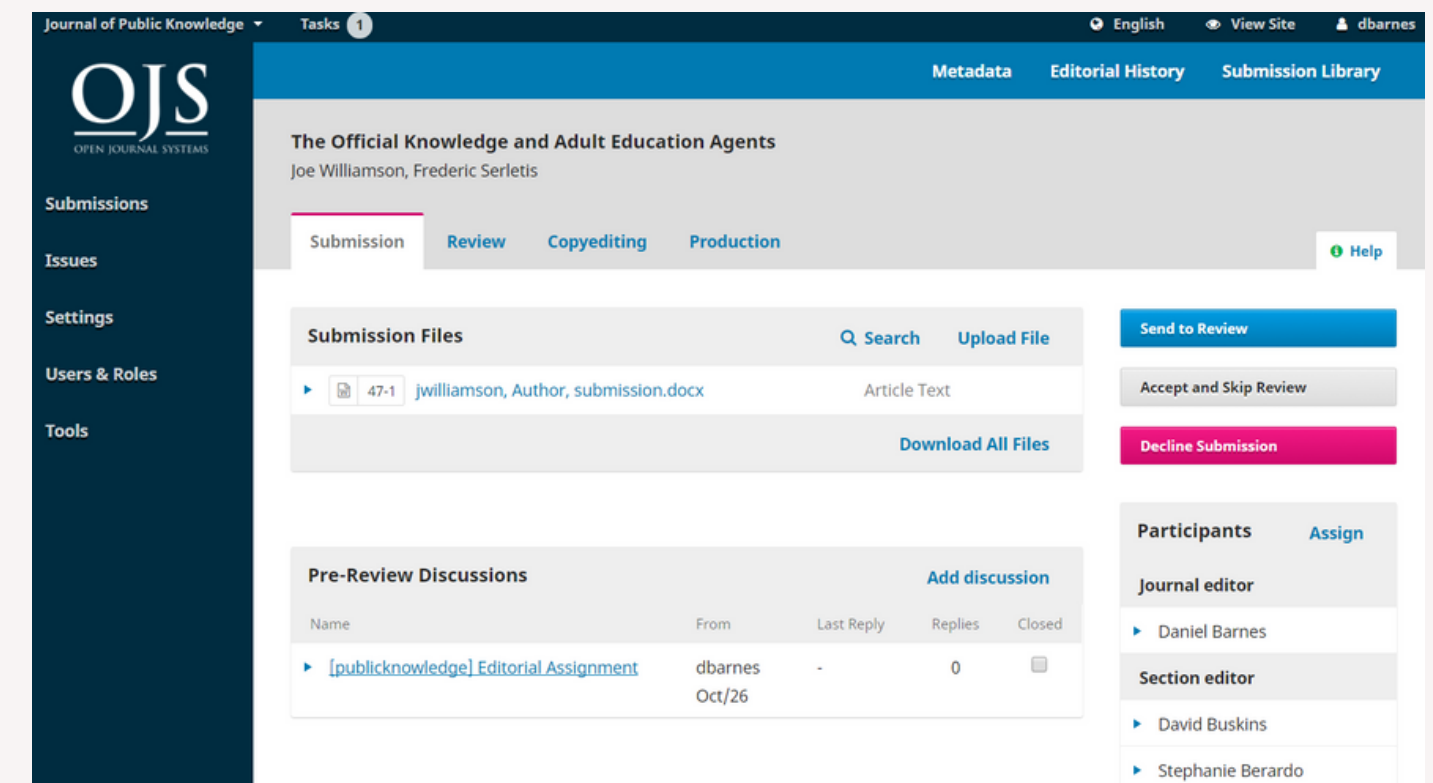 Journal of Public Knowledge Tasks 1 English View Site dbarnes
OJS
OPEN JOURNAL SYSTEMS
Metadata Editorial History Submission Library
The Official Knowledge and Adult Education Agents
Joe Williamson, Frederic Serletis
Submissions
Issues
Settings
Users & Roles
Tools
Submission Review Copyediting Production
Help
Submission Files Search Upload File
47-1 jwilliamson, Author, submission.docx Article Text
Download All Files
Send to Review
Accept and Skip Review
Decline Submission
Pre-Review Discussions Add discussion
Name From Last Reply Replies Closed
[publicknowledge] Editorial Assignment dbarnes - 0
Oct/26
Participants Assign
Journal editor
Daniel Barnes
Section editor
David Buskins
Stephanie Berardo